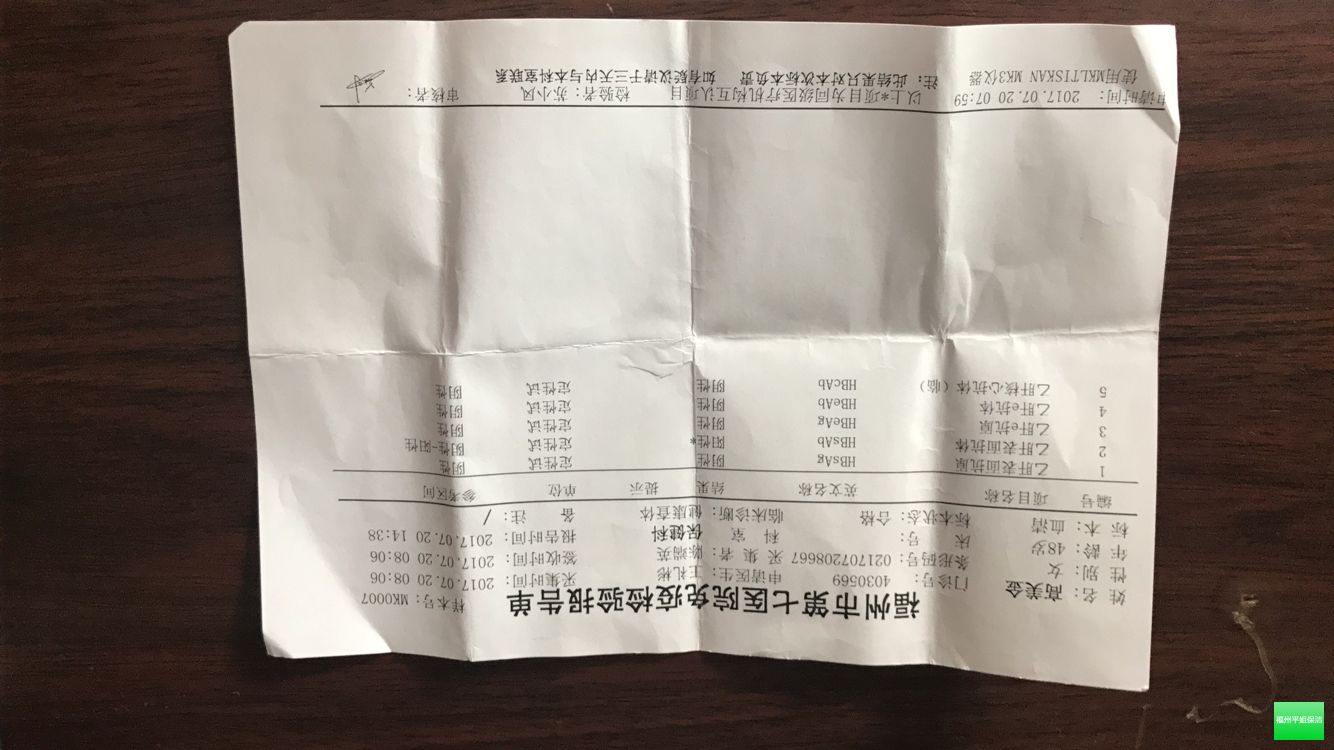 福州市第七医院免疫检验报告单
样本号：MK0007
姓 名：高美金 门诊号：4030569 申请医生：王礼彬 采集时间：2017.07.20 08:06
性 别：女 条形码号：02170720​8667 采 集 者：陈端英 签收时间：2017.07.20 08:06
年 龄：48岁 床 号： 科 室：保健科 报告时间：2017.07.20 14:38
标 本：血清 标本状态：合格 临床诊断：健康查体 备 注：/
编号 项目名称 英文名称 结果 提示 单位 参考区间
1 乙肝表面抗原 HBsAg 阴性 定性试 阴性
2 乙肝表面抗体 HBsAb 阳性* 定性试 阴性-阳性
3 乙肝e抗原 HBeAg 阴性 定性试 阴性
4 乙肝e抗体 HBeAb 阴性 定性试 阴性
5 乙肝核心抗体（临） HBcAb 阴性 定性试 阴性
申请时间：2017.07.20 07:59 以上*项目为同级医疗机构互认项目 检验者：苏小凤 审核者：
使用MKLTISKAN MK3仪器 注：此结果只对本次标本负责 如有疑议请于三天内与本科室联系
福州平姐保洁